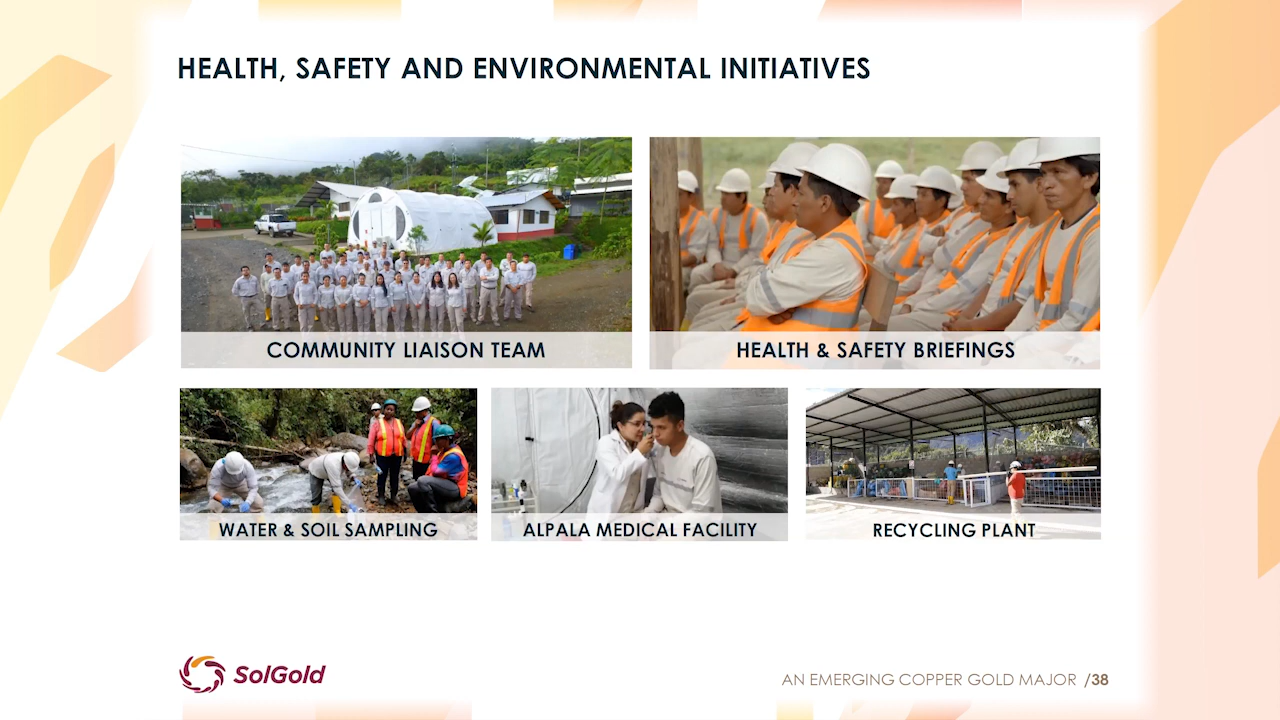 HEALTH, SAFETY AND ENVIRONMENTAL INITIATIVES
COMMUNITY LIAISON TEAM
HEALTH & SAFETY BRIEFINGS
WATER & SOIL SAMPLING
ALPALA MEDICAL FACILITY
RECYCLING PLANT
SolGold
AN EMERGING COPPER GOLD MAJOR /38